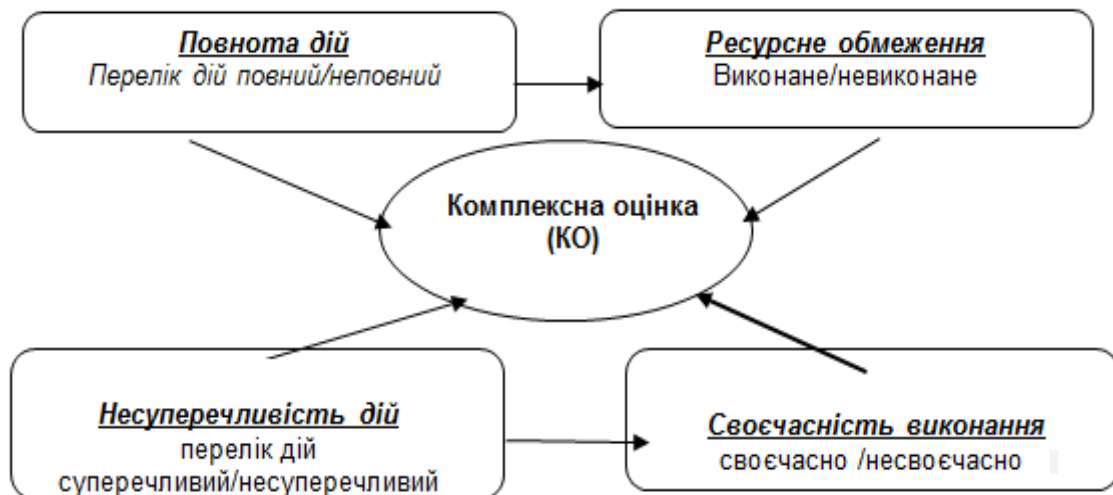 Повнота дій
Перелік дій повний/неповний
Ресурсне обмеження
Виконане/невиконане
Комплексна оцінка
(КО)
Несуперечливість дій
перелік дій
суперечливий/несуперечливий
Своєчасність виконання
своєчасно /несвоєчасно